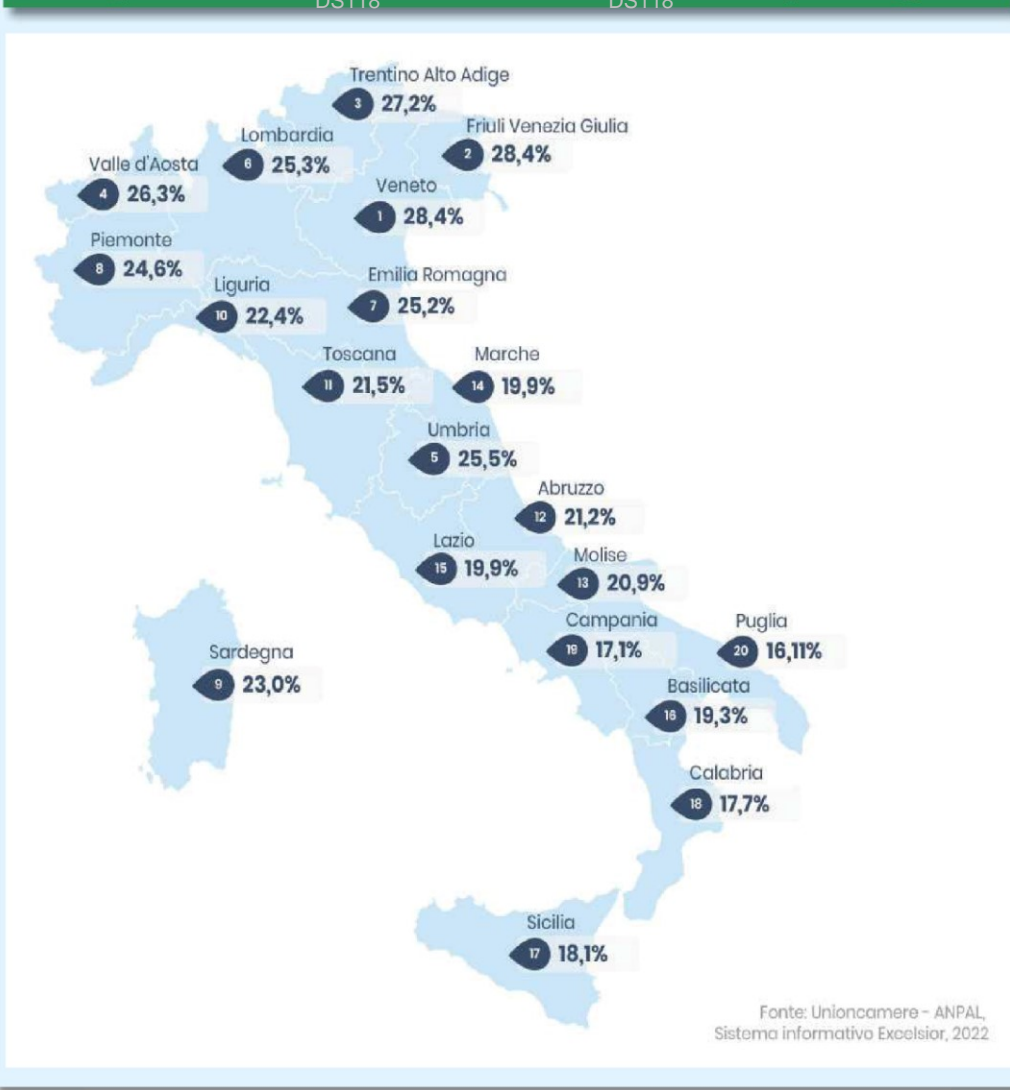 DS118
DS118
Trentino Alto Adige
3 27,2%
Friuli Venezia Giulia
2 28,4%
Lombardia
6 25,3%
Valle d'Aosta
4 26,3%
Veneto
1 28,4%
Piemonte
8 24,6%
Emilia Romagna
7 25,2%
Liguria
10 22,4%
Toscana
11 21,5%
Marche
14 19,9%
Umbria
5 25,5%
Abruzzo
12 21,2%
Lazio
15 19,9%
Molise
13 20,9%
Campania
19 17,1%
Puglia
20 16,11%
Sardegna
9 23,0%
Basilicata
16 19,3%
Calabria
18 17,7%
Sicilia
17 18,1%
Fonte: Unioncamere - ANPAL,
Sistema informativo Excelsior, 2022